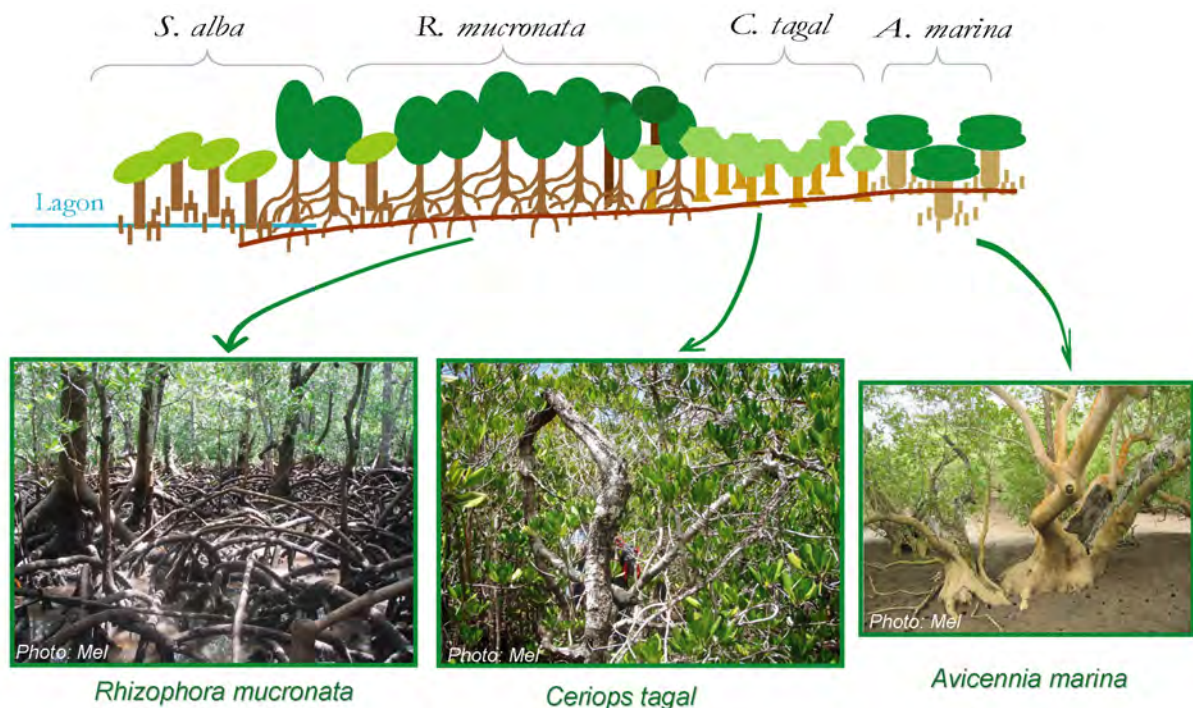 S. alba
R. mucronata
C. tagal
A. marina
Lagon
Photo: Mel
Photo: Mel
Photo: Mel
Rhizophora mucronata
Ceriops tagal
Avicennia marina